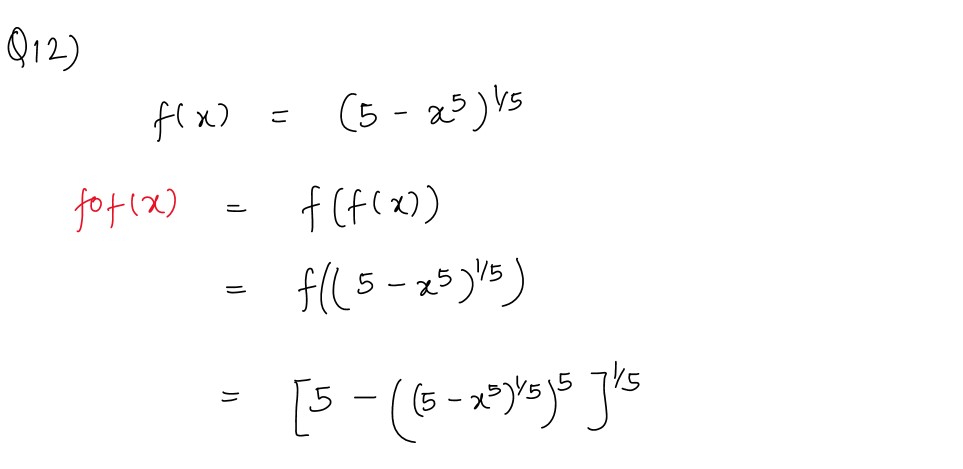 Q12)
f(x) = (5 - x⁵)^1/5
fof(x) = f(f(x))
= f((5 - x⁵)^1/5)
= [5 - ((5 - x⁵)^1/5)⁵]^1/5